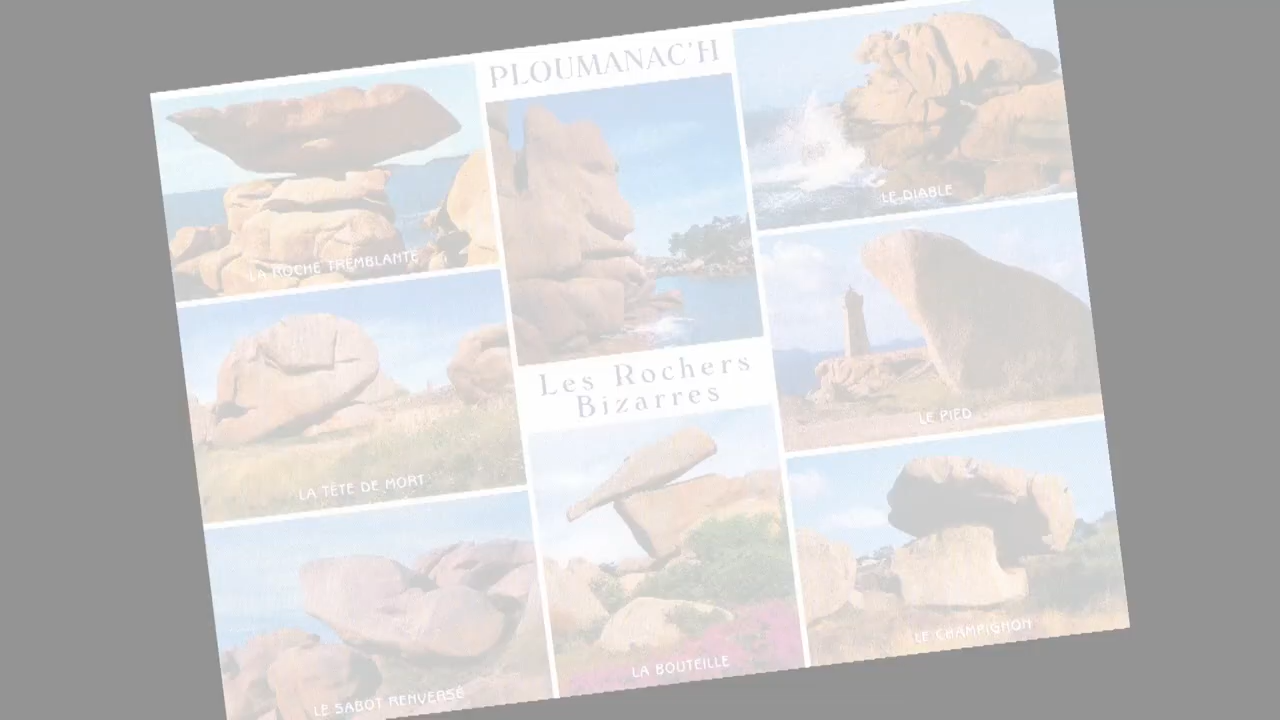 PLOUMANAC'H
LE DIABLE
LA ROCHE TREMBLANTE
Les Rochers
Bizarres
LE PIED
LA TÊTE DE MORT
LE CHAMPIGNON
LA BOUTEILLE
LE SABOT RENVERSÉ